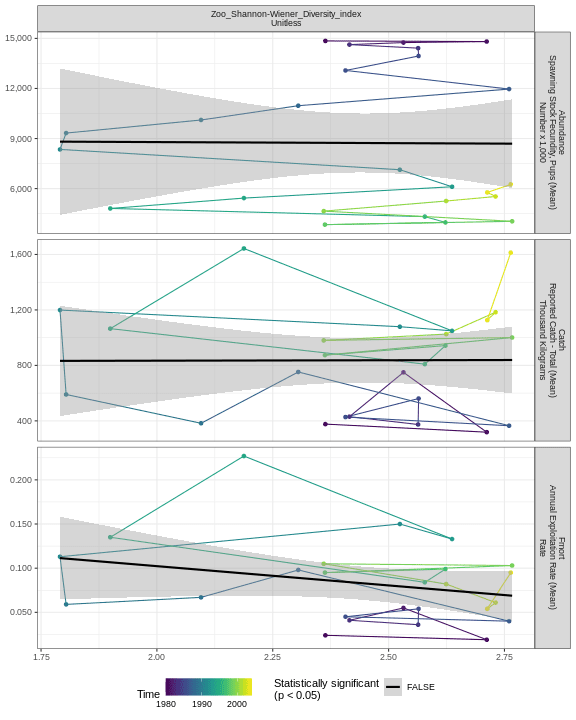 Zoo_Shannon-Wiener_Diversity_index
Unitless
15,000
12,000
9,000
6,000
Abundance
Spawning Stock Fecundity, Pups (Mean)
Number x 1,000
1,600
1,200
800
400
Catch
Reported Catch - Total (Mean)
Thousand Kilograms
0.200
0.150
0.100
0.050
Fmort
Annual Exploitation Rate (Mean)
Rate
1.75 2.00 2.25 2.50 2.75
Time
1980 1990 2000
Statistically significant
(p < 0.05)
FALSE